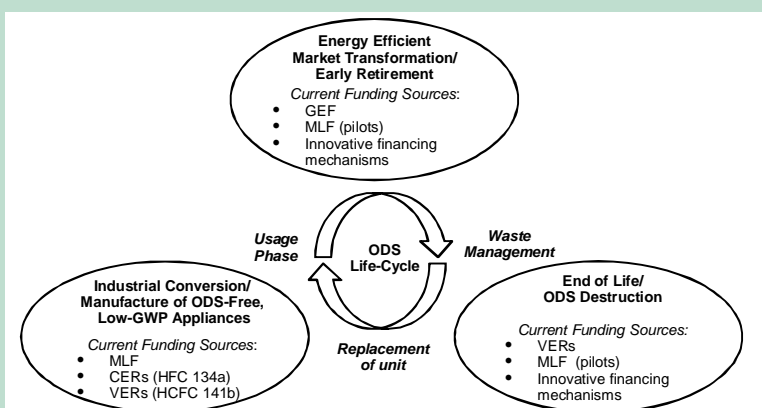 Energy Efficient
Market Transformation/
Early Retirement
Current Funding Sources:
• GEF
• MLF (pilots)
• Innovative financing
mechanisms
Usage
Phase
ODS
Life-Cycle
Waste
Management
Industrial Conversion/
Manufacture of ODS-Free,
Low-GWP Appliances
Current Funding Sources:
• MLF
• CERs (HFC 134a)
• VERs (HCFC 141b)
Replacement
of unit
End of Life/
ODS Destruction
Current Funding Sources:
• VERs
• MLF (pilots)
• Innovative financing
mechanisms